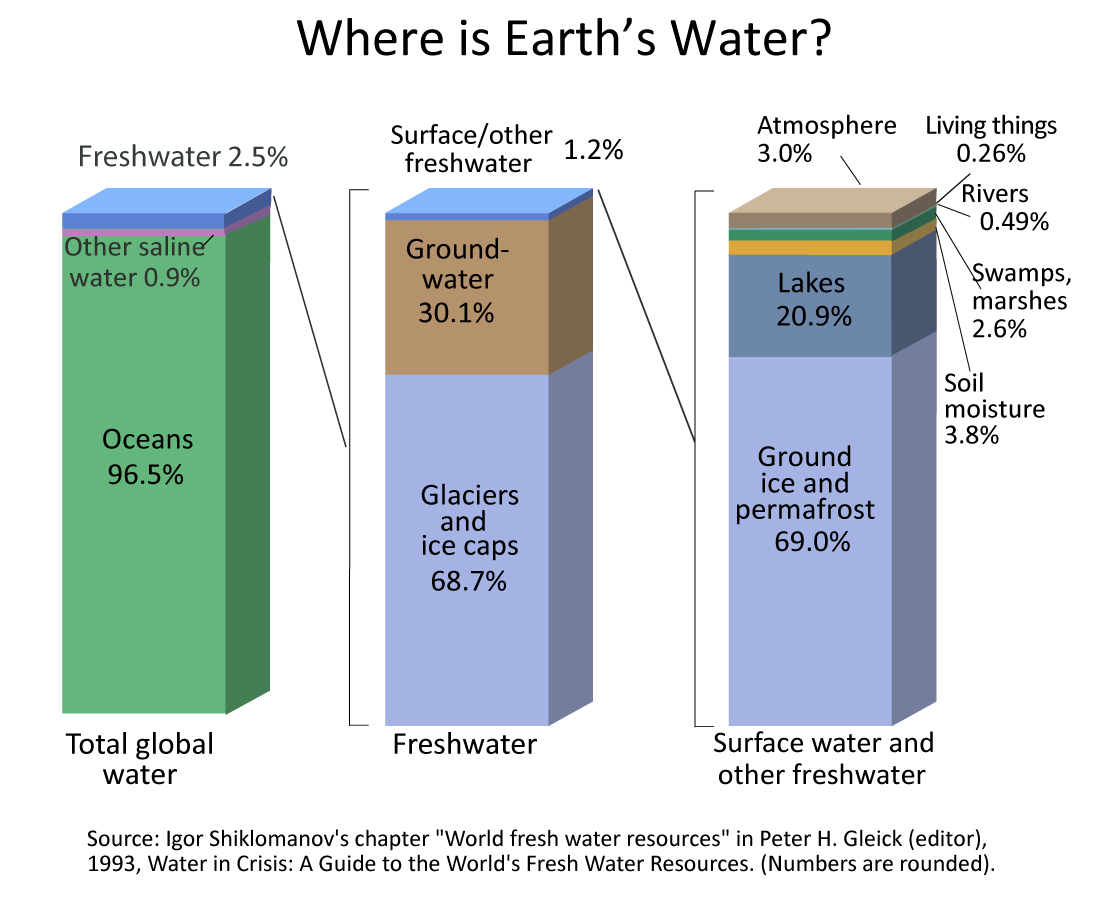 Where is Earth’s Water?
Freshwater 2.5%
Other saline
water 0.9%
Oceans
96.5%
Total global
water
Surface/other
freshwater
1.2%
Ground-
water
30.1%
Glaciers
and
ice caps
68.7%
Freshwater
Atmosphere
3.0%
Living things
0.26%
Rivers
0.49%
Swamps,
marshes
2.6%
Soil
moisture
3.8%
Lakes
20.9%
Ground
ice and
permafrost
69.0%
Surface water and
other freshwater
Source: Igor Shiklomanov's chapter "World fresh water resources" in Peter H. Gleick (editor),
1993, Water in Crisis: A Guide to the World's Fresh Water Resources. (Numbers are rounded).